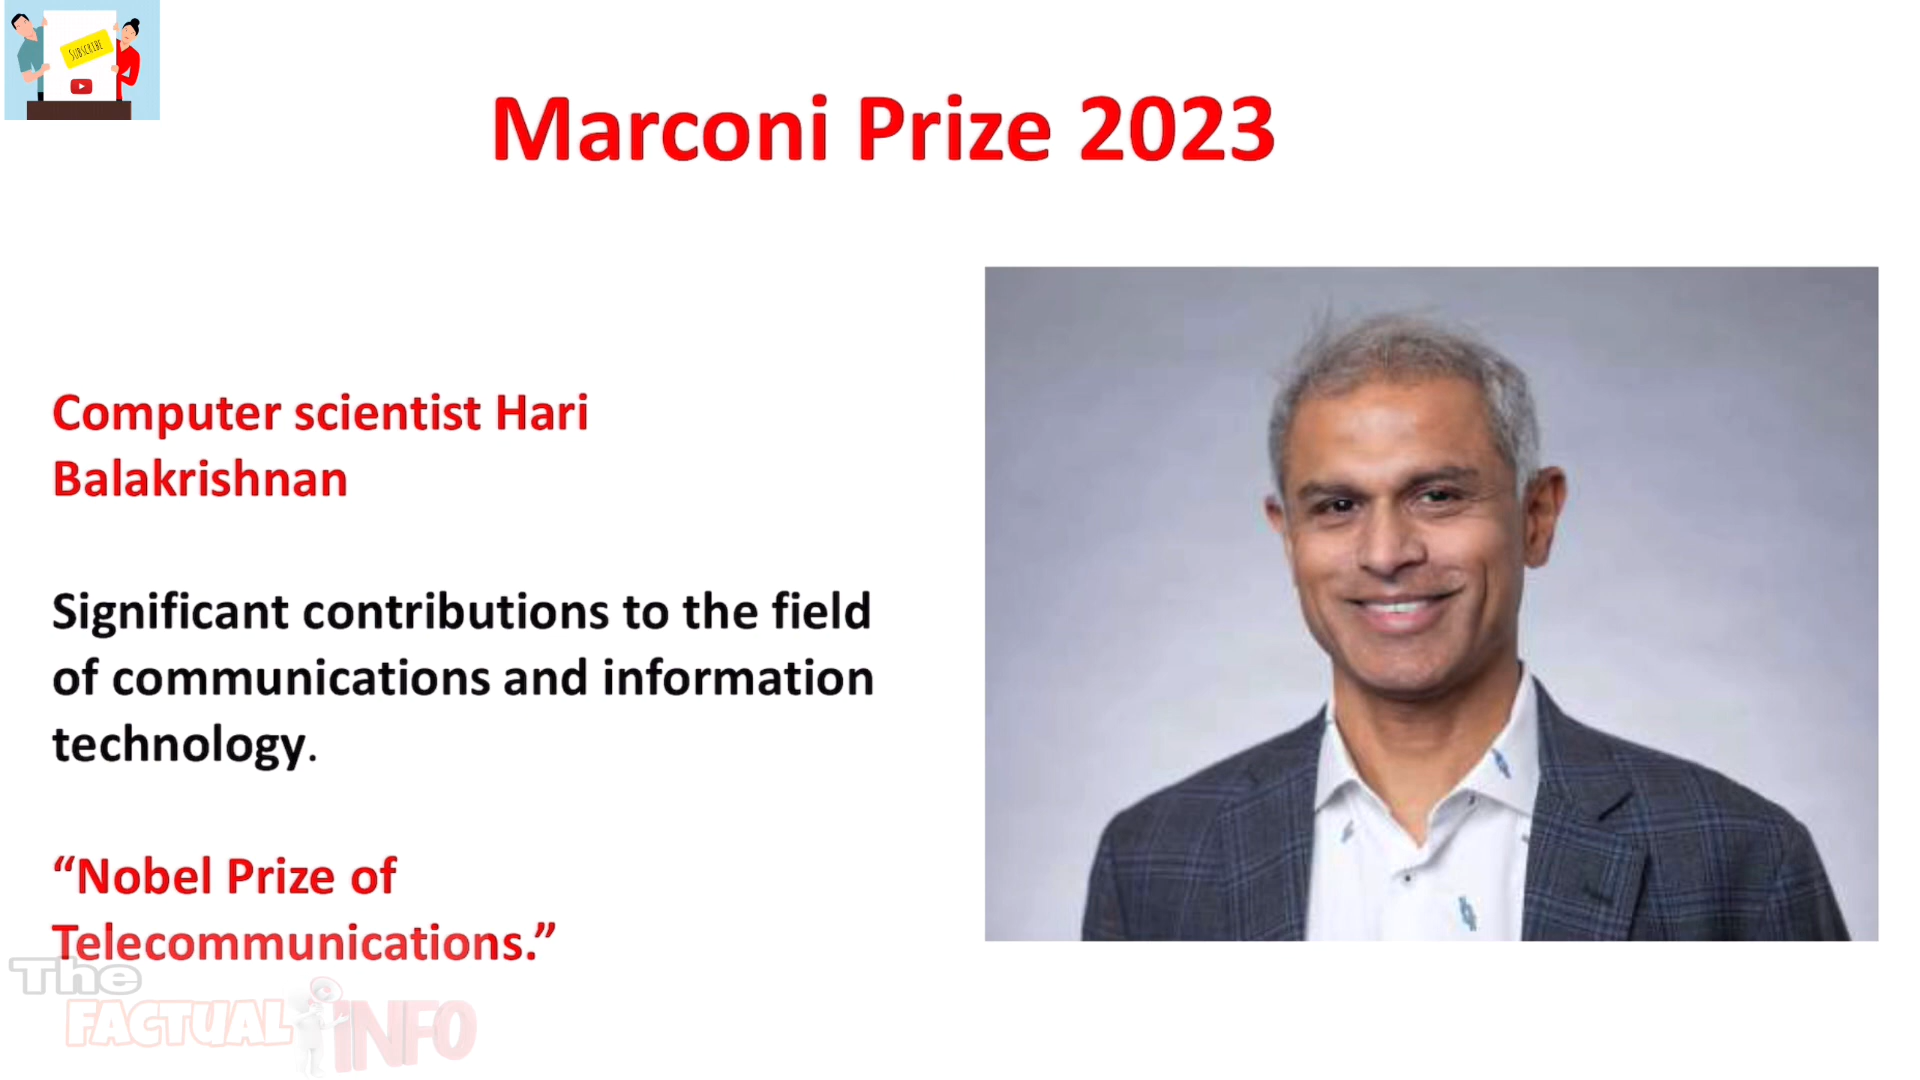 SUBSCRIBE
Marconi Prize 2023
Computer scientist Hari
Balakrishnan
Significant contributions to the field
of communications and information
technology.
“Nobel Prize of
Telecommunications.”
The
FACTUAL INFO